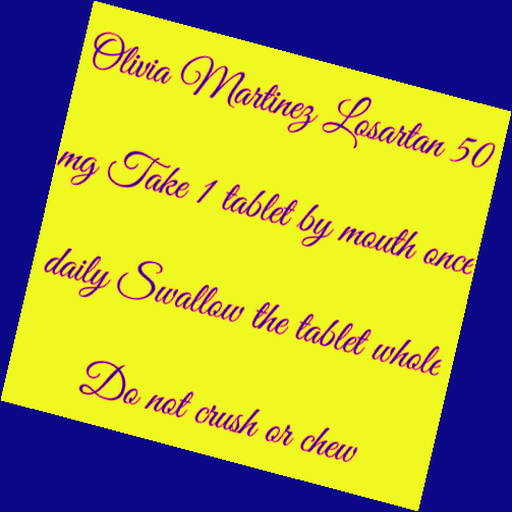 Olivia Martinez Losartan 50
mg Take 1 tablet by mouth once
daily Swallow the tablet whole
Do not crush or chew